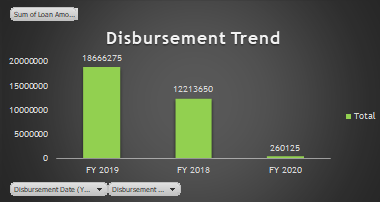 Sum of Loan Amo...
Disbursement Trend
20000000
15000000
10000000
5000000
0
18666275
12213650
260125
FY 2019
FY 2018
FY 2020
Total
Disbursement Date (Y...
Disbursement ...